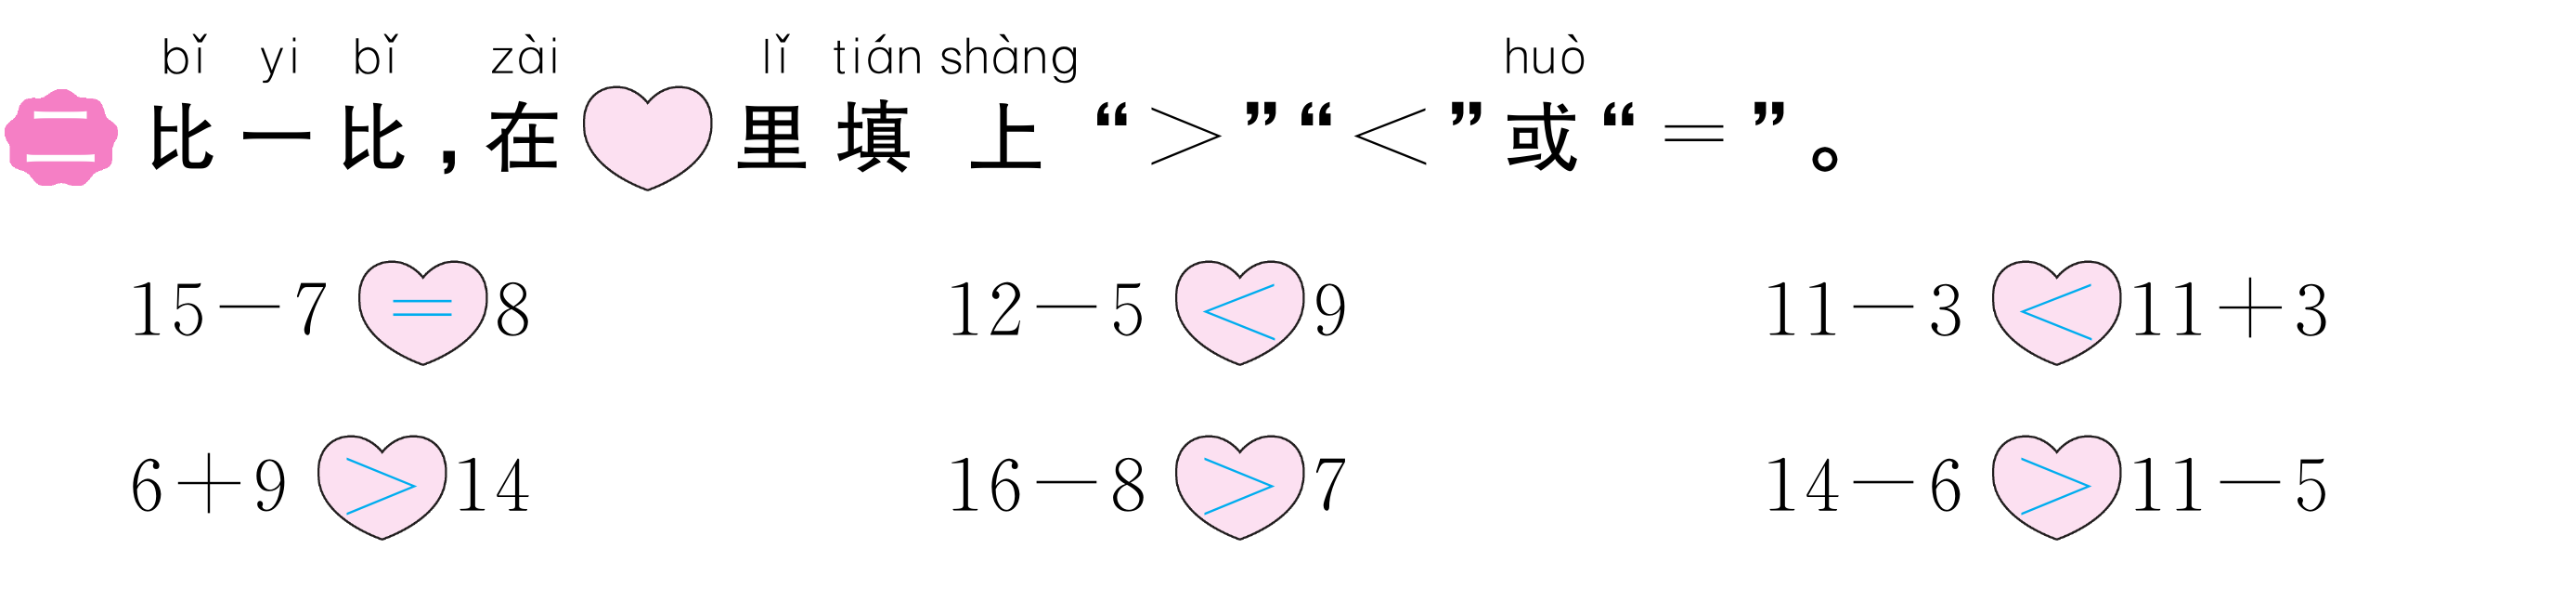 bǐ yi bǐ zài lǐ tián shàng huò
二 比一比,在里填上“>”“<”或“=”。
15-7=8 12-5<9 11-3<11+3
6+9>14 16-8>7 14-6>11-5